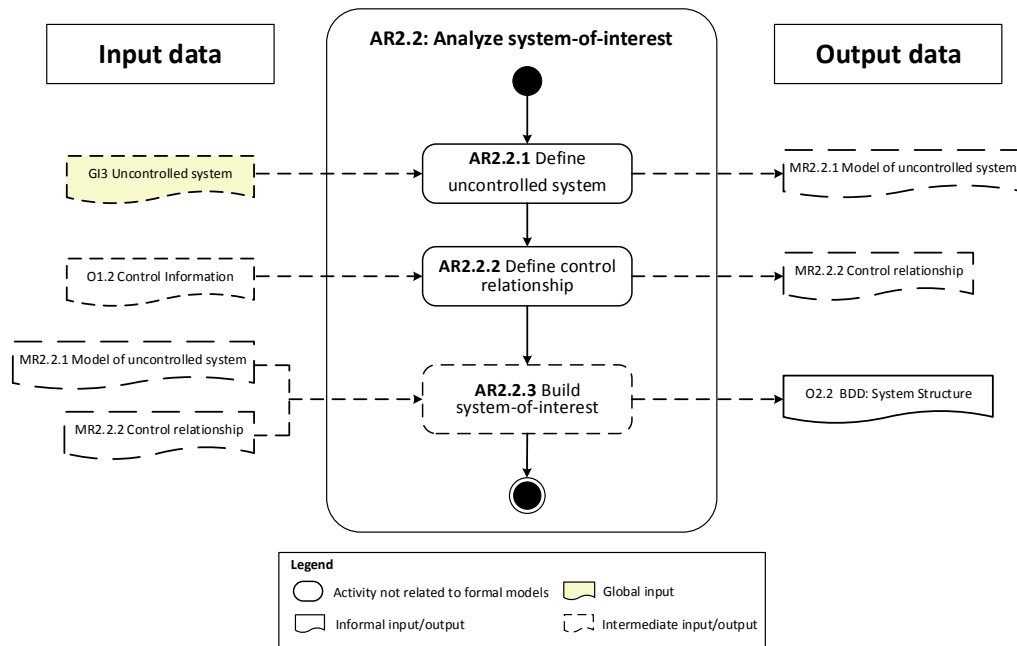 Input data
AR2.2: Analyze system-of-interest
Output data
GI3 Uncontrolled system
AR2.2.1 Define
uncontrolled system
MR2.2.1 Model of uncontrolled system
O1.2 Control Information
AR2.2.2 Define control
relationship
MR2.2.2 Control relationship
MR2.2.1 Model of uncontrolled system
MR2.2.2 Control relationship
AR2.2.3 Build
system-of-interest
O2.2 BDD: System Structure
Legend
Activity not related to formal models
Global input
Informal input/output
Intermediate input/output